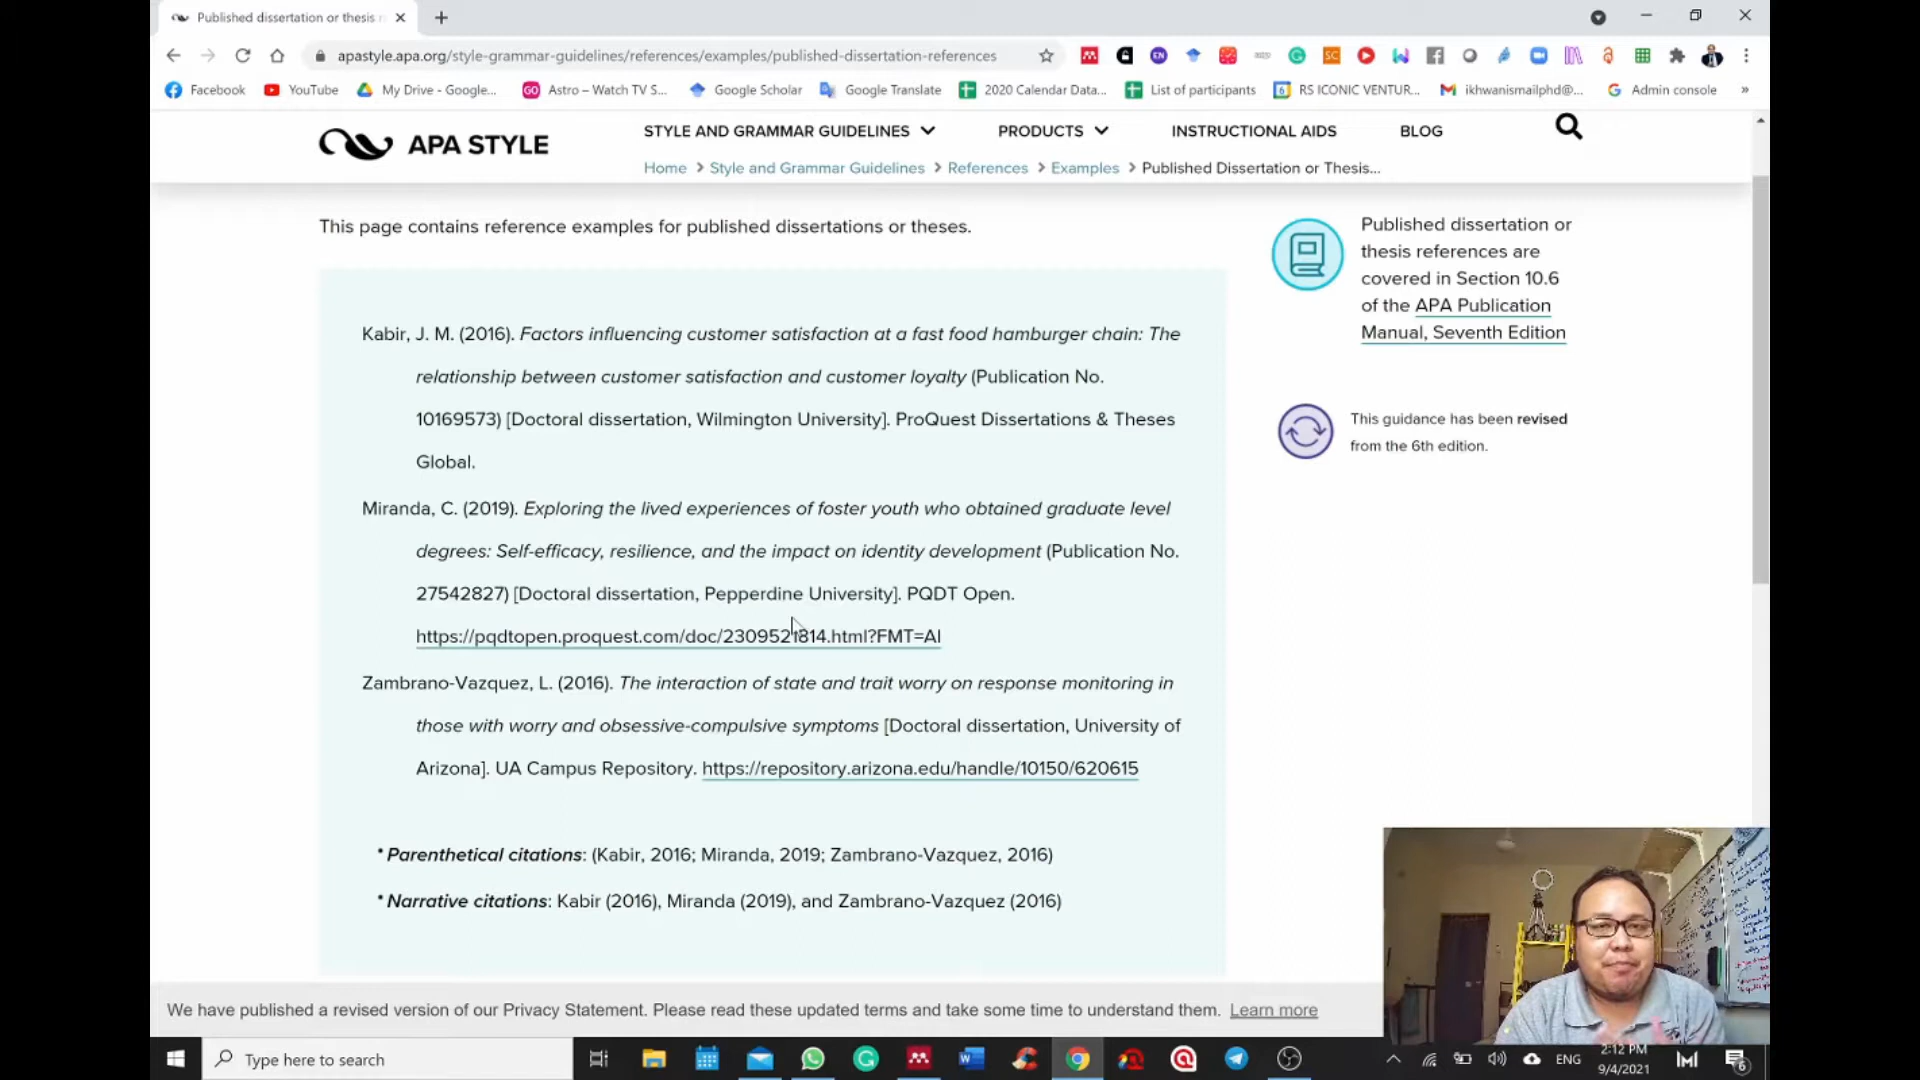 Published dissertation or thesis
apastyle.apa.org/style-grammar-guidelines/references/examples/published-dissertation-references
Facebook YouTube My Drive - Google... Astro – Watch TV S... Google Scholar Google Translate 2020 Calendar Data... List of participants RS ICONIC VENTUR... ikhwanismailphd@... Admin console »
APA STYLE
STYLE AND GRAMMAR GUIDELINES PRODUCTS INSTRUCTIONAL AIDS BLOG
Home > Style and Grammar Guidelines > References > Examples > Published Dissertation or Thesis...
This page contains reference examples for published dissertations or theses.
Kabir, J. M. (2016). Factors influencing customer satisfaction at a fast food hamburger chain: The
relationship between customer satisfaction and customer loyalty (Publication No.
10169573) [Doctoral dissertation, Wilmington University]. ProQuest Dissertations & Theses
Global.
Miranda, C. (2019). Exploring the lived experiences of foster youth who obtained graduate level
degrees: Self-efficacy, resilience, and the impact on identity development (Publication No.
27542827) [Doctoral dissertation, Pepperdine University]. PQDT Open.
https://pqdtopen.proquest.com/doc/2309521814.html?FMT=AI
Zambrano-Vazquez, L. (2016). The interaction of state and trait worry on response monitoring in
those with worry and obsessive-compulsive symptoms [Doctoral dissertation, University of
Arizona]. UA Campus Repository. https://repository.arizona.edu/handle/10150/620615
• Parenthetical citations: (Kabir, 2016; Miranda, 2019; Zambrano-Vazquez, 2016)
• Narrative citations: Kabir (2016), Miranda (2019), and Zambrano-Vazquez (2016)
Published dissertation or
thesis references are
covered in Section 10.6
of the APA Publication
Manual, Seventh Edition
This guidance has been revised
from the 6th edition.
We have published a revised version of our Privacy Statement. Please read these updated terms and take some time to understand them. Learn more
Type here to search
ENG
2:12 PM
9/4/2021